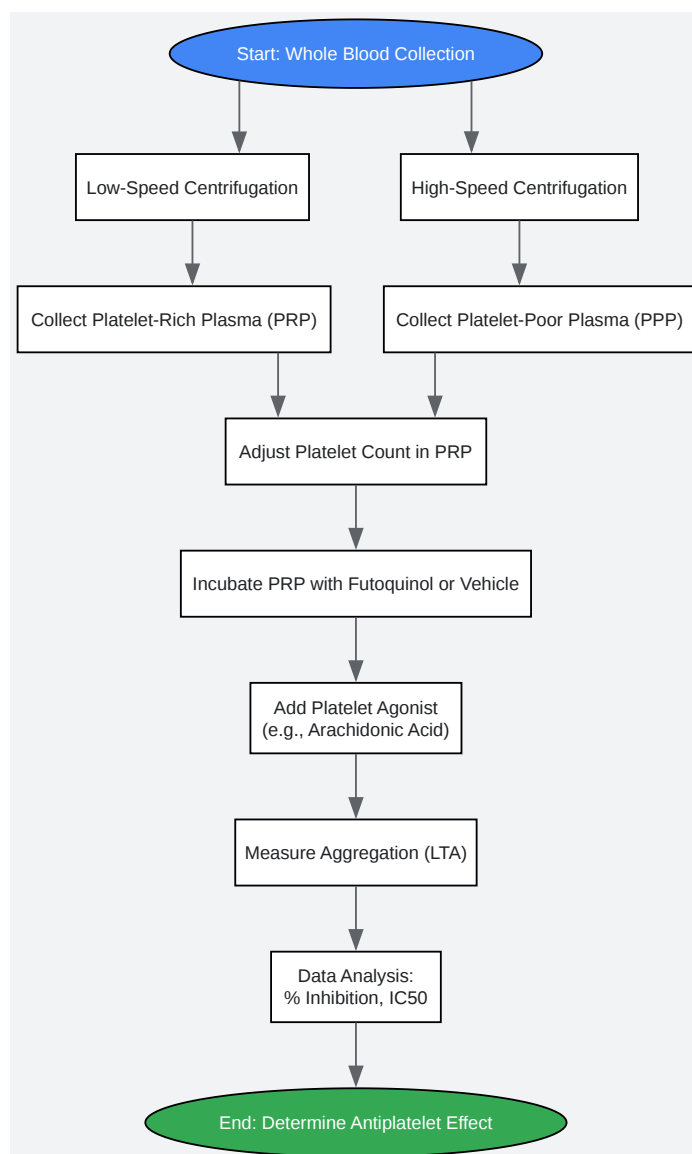 Start: Whole Blood Collection
Low-Speed Centrifugation
High-Speed Centrifugation
Collect Platelet-Rich Plasma (PRP)
Collect Platelet-Poor Plasma (PPP)
Adjust Platelet Count in PRP
Incubate PRP with Futoquinol or Vehicle
Add Platelet Agonist
(e.g., Arachidonic Acid)
Measure Aggregation (LTA)
Data Analysis:
% Inhibition, IC50
End: Determine Antiplatelet Effect